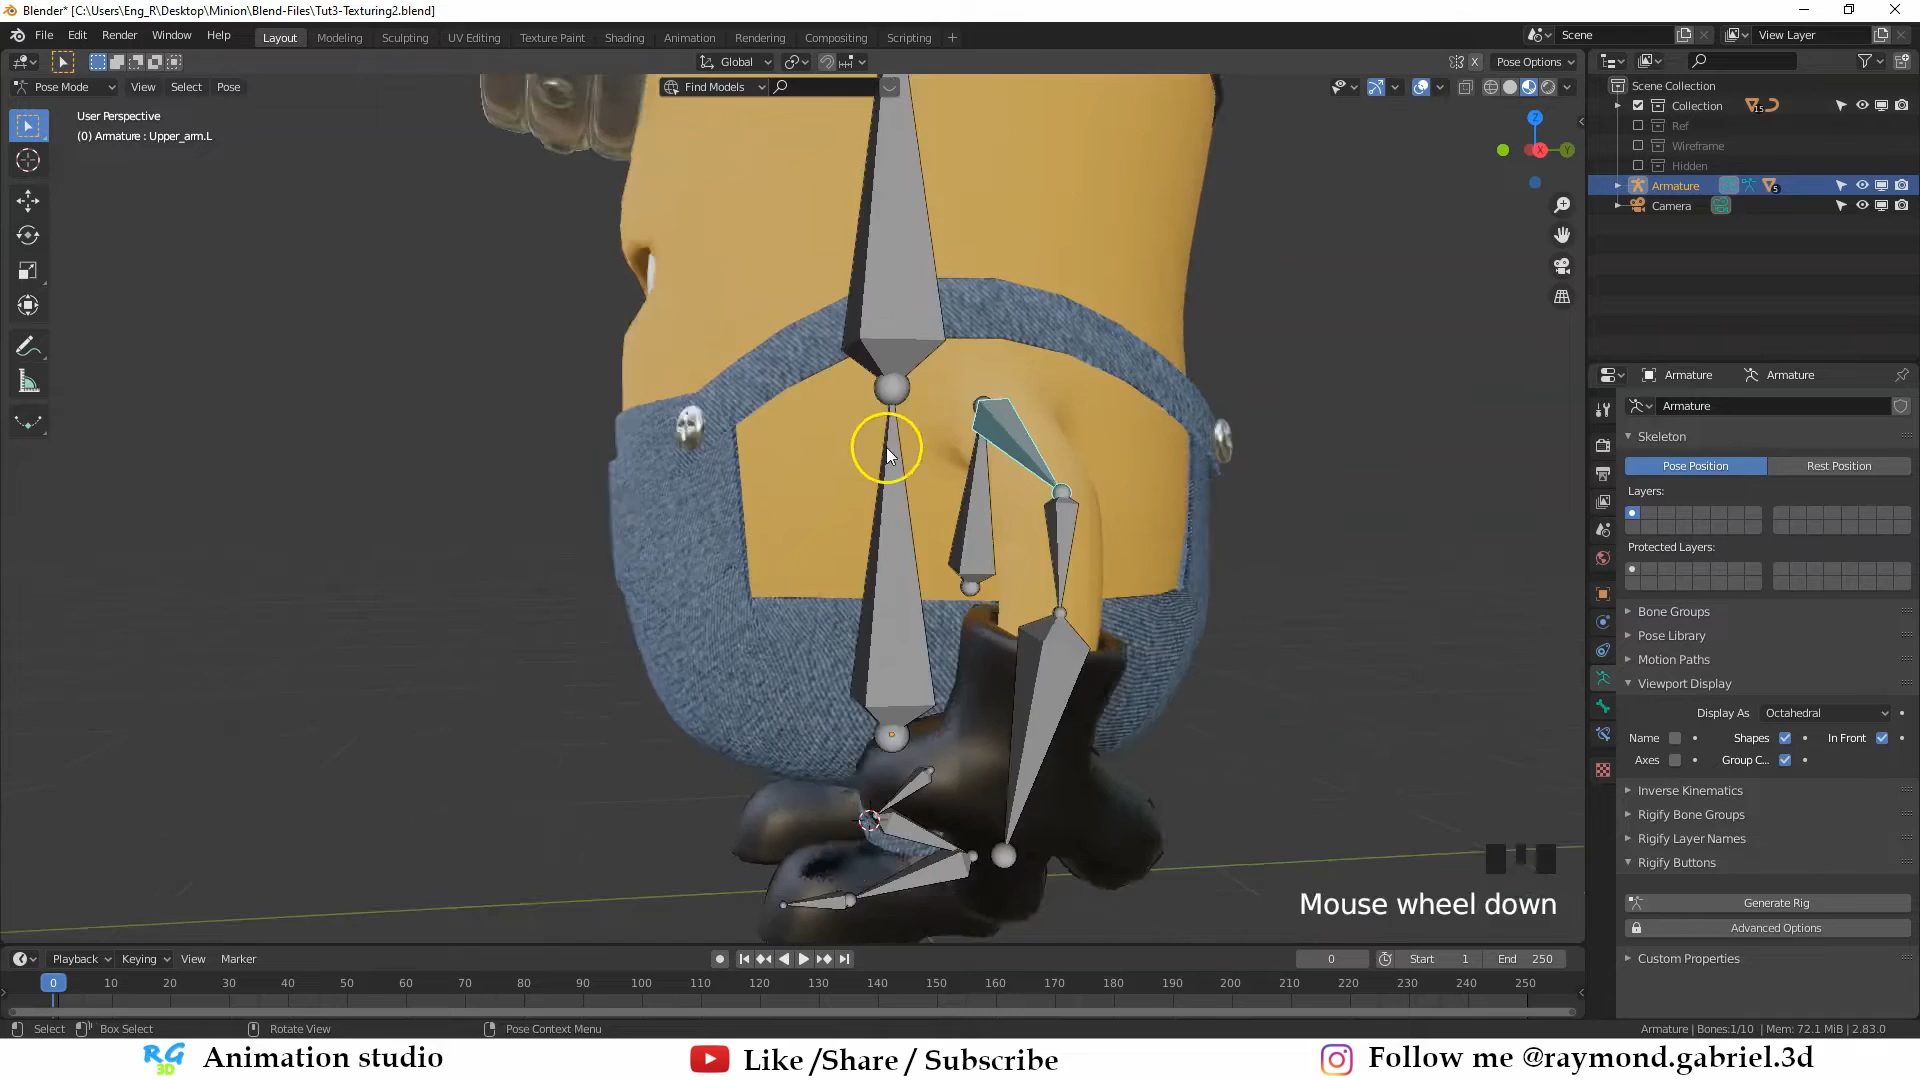 Blender* [C:\Users\Eng_R\Desktop\Minion\Blend-Files\Tut3-Texturing2.blend]
File Edit Render Window Help Layout Modeling Sculpting UV Editing Texture Paint Shading Animation Rendering Compositing Scripting + Scene View Layer
Global X Pose Options
Pose Mode View Select Pose Find Models
User Perspective
(0) Armature : Upper_arm.L
Z
X
Y
Scene Collection
Collection 15
Ref
Wireframe
Hidden
Armature 5
Camera
Armature Armature
Armature
Skeleton
Pose Position Rest Position
Layers:
Protected Layers:
Bone Groups
Pose Library
Motion Paths
Viewport Display
Display As Octahedral
Name Shapes In Front
Axes Group C...
Inverse Kinematics
Rigify Bone Groups
Rigify Layer Names
Rigify Buttons
Generate Rig
Advanced Options
Custom Properties
Mouse wheel down
Playback Keying View Marker 0 Start 1 End 250
0 10 20 30 40 50 60 70 80 90 100 110 120 130 140 150 160 170 180 190 200 210 220 230 240 250
Select Box Select Rotate View Pose Context Menu Armature | Bones:1/10 | Mem: 72.1 MiB | 2.83.0
RG 3D Animation studio Like /Share / Subscribe Follow me @raymond.gabriel.3d